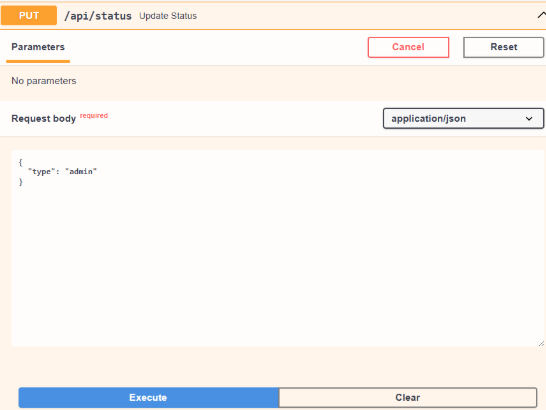 PUT /api/status Update Status
Parameters Cancel Reset
No parameters
Request body required application/json
{
"type": "admin"
}
Execute Clear